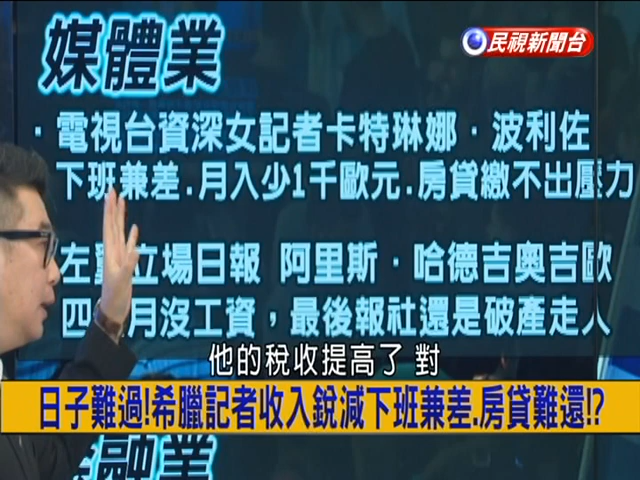 民視新聞台
媒體業
·電視台資深女記者卡特琳娜·波利佐
下班兼差.月入少1千歐元.房貸繳不出壓力
左 立場日報 阿里斯·哈德吉奧吉歐
四 月沒工資，最後報社還是破產走人
他的稅收提高了 對
日子難過!希臘記者收入銳減下班兼差.房貸難還!?
融業